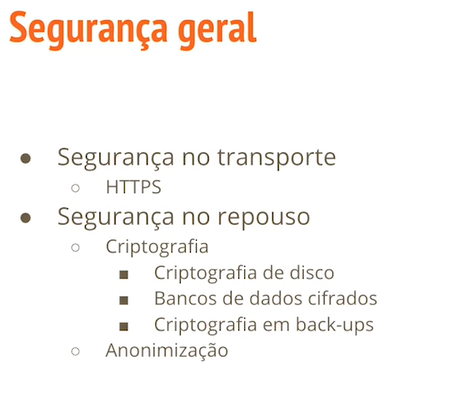 Segurança geral
● Segurança no transporte
○ HTTPS
● Segurança no repouso
○ Criptografia
■ Criptografia de disco
■ Bancos de dados cifrados
■ Criptografia em back-ups
○ Anonimização